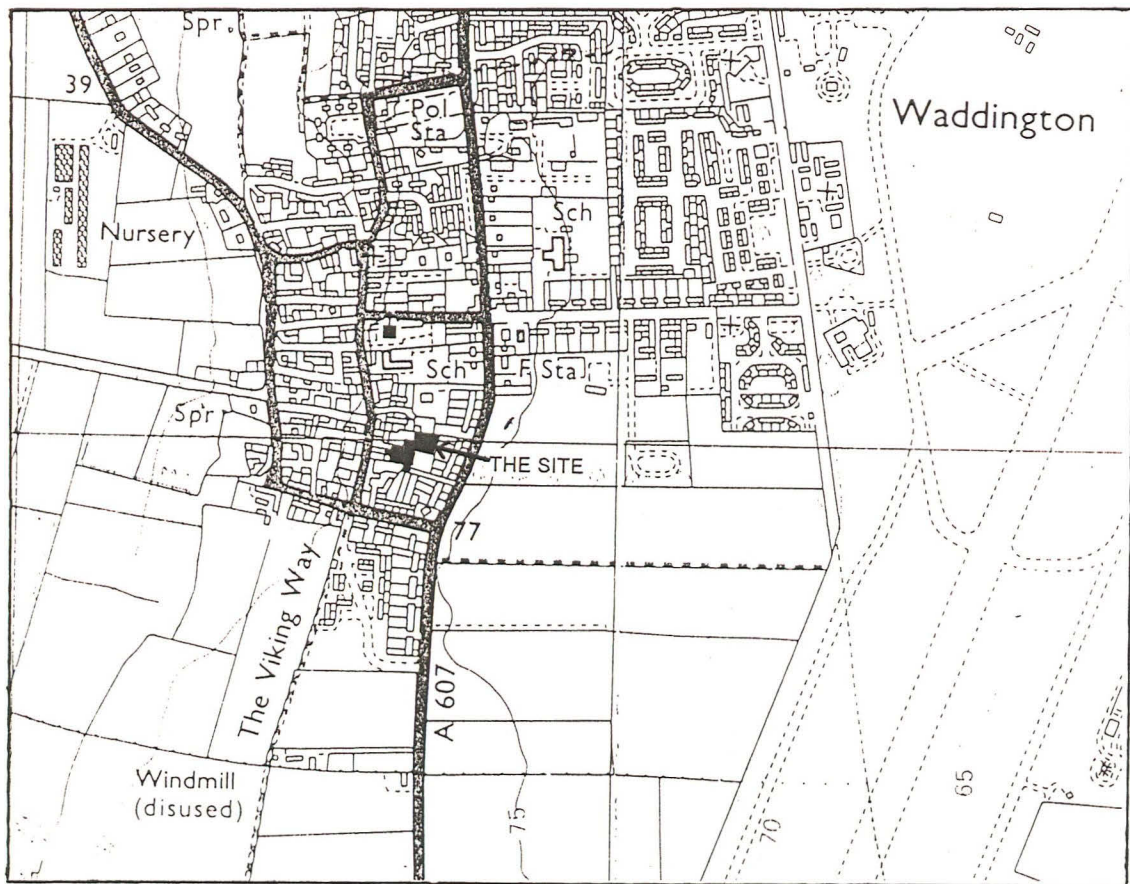 Spr.
39
Pol
Sta
Waddington
Sch
Nursery
Sch
F Sta
Spr
THE SITE
77
The Viking Way
A 607
Windmill
(disused)
75
70
65